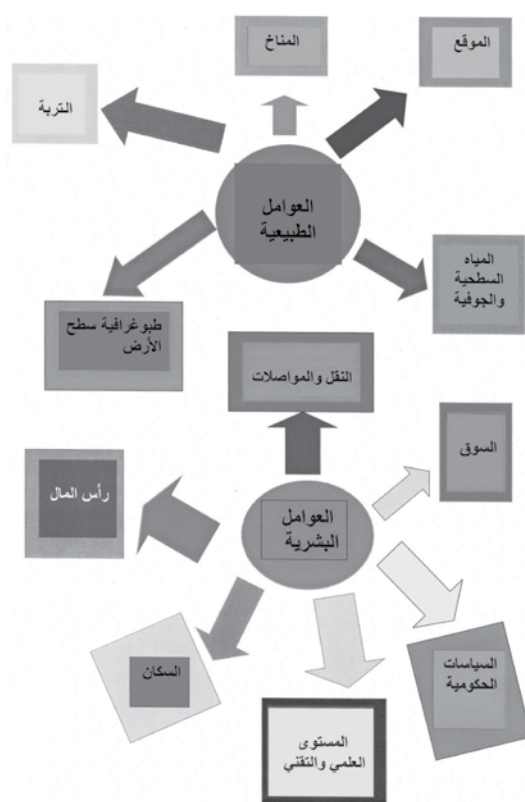 المناخ
الموقع
التربة
العوامل
الطبيعية
المياه
السطحية
والجوفية
طبوغرافية سطح
الأرض
النقل والمواصلات
السوق
رأس المال
العوامل
البشرية
السكان
السياسات
الحكومية
المستوى
العلمي والتقني